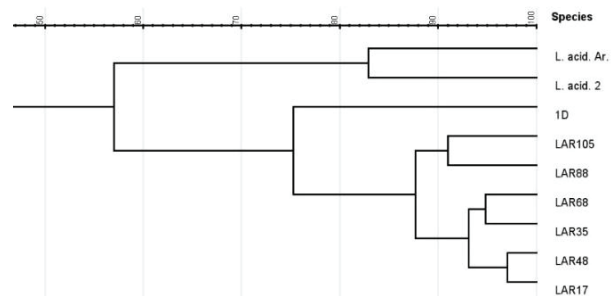 50 60 70 80 90 100 Species
L. acid. Ar.
L. acid. 2
1D
LAR105
LAR88
LAR68
LAR35
LAR48
LAR17